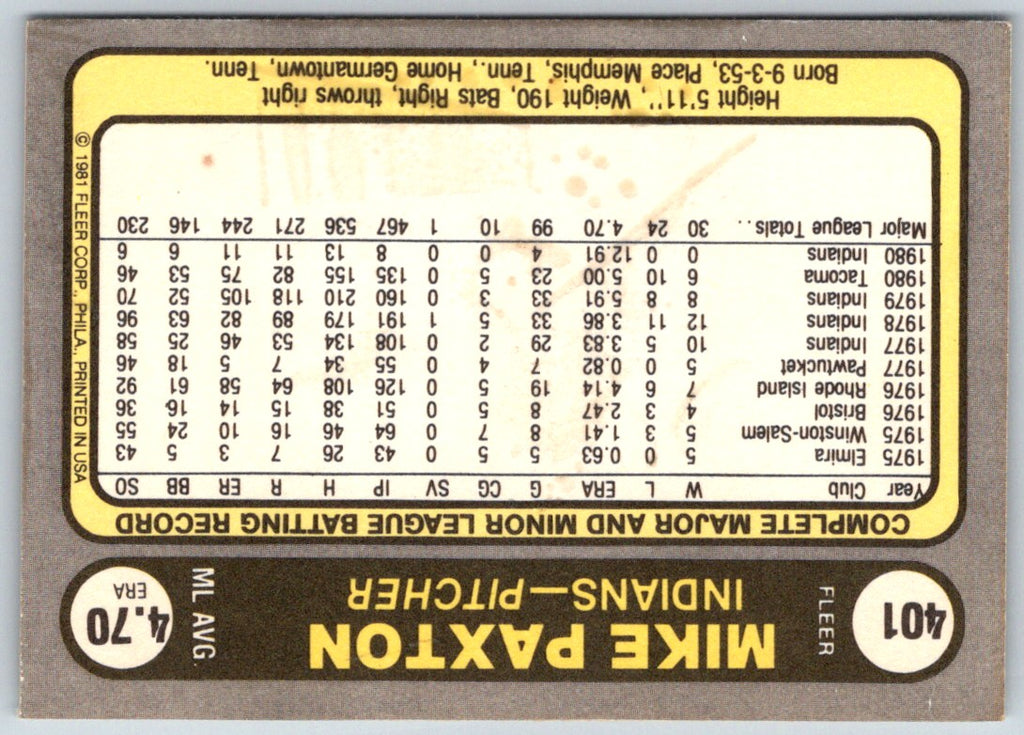 401
FLEER
MIKE PAXTON
INDIANS—PITCHER
ML AVG.
4.70
ERA
COMPLETE MAJOR AND MINOR LEAGUE BATTING RECORD
Year Club W L ERA G CG SV IP H R ER BB SO
1975 Elmira 5 0 0.63 5 5 0 43 26 7 3 5 43
1975 Winston-Salem 5 3 1.41 8 7 0 64 46 16 10 24 55
1976 Bristol 4 3 2.47 8 5 0 51 38 15 14 16 36
1976 Rhode Island 7 6 4.14 19 5 0 126 108 64 58 61 92
1977 Pawtucket 5 0 0.82 7 4 0 55 34 7 5 18 46
1977 Indians 10 5 3.83 29 2 0 108 134 53 46 25 58
1978 Indians 12 11 3.86 33 5 1 191 179 89 82 63 96
1979 Indians 8 8 5.91 33 3 0 160 210 118 105 52 70
1980 Tacoma 6 10 5.00 23 5 0 135 155 82 75 53 46
1980 Indians 0 0 12.91 4 0 0 8 13 11 11 6 6
Major League Totals . . 30 24 4.70 99 10 1 467 536 271 244 146 230
Height 5'11", Weight 190, Bats Right, throws right
Born 9-3-53, Place Memphis, Tenn., Home Germantown, Tenn.
© 1981 FLEER CORP., PHILA., PRINTED IN USA